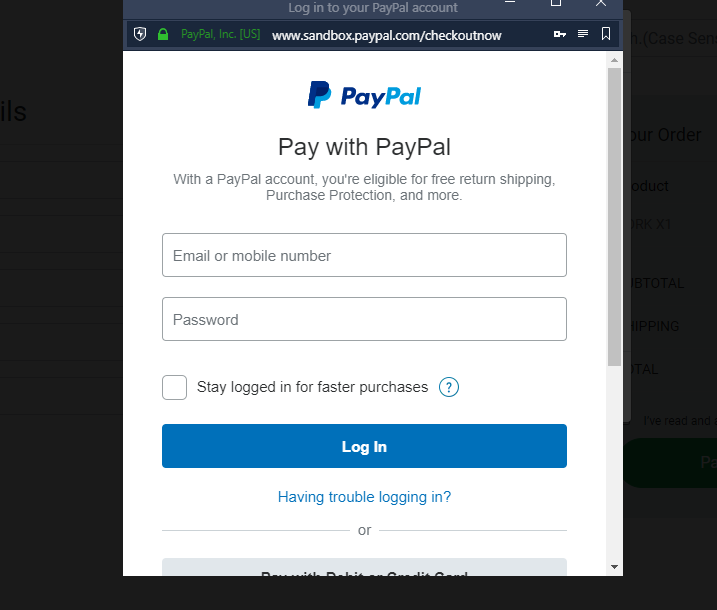 Log in to your PayPal account
PayPal, Inc. [US] www.sandbox.paypal.com/checkoutnow
PayPal
Pay with PayPal
With a PayPal account, you're eligible for free return shipping,
Purchase Protection, and more.
Email or mobile number
Password
Stay logged in for faster purchases ?
Log In
Having trouble logging in?
or
Pay with Debit or Credit Card
ils
h.(Case Sen
our Order
oduct
RK X1
UBTOTAL
HIPPING
OTAL
I've read and a
Pa